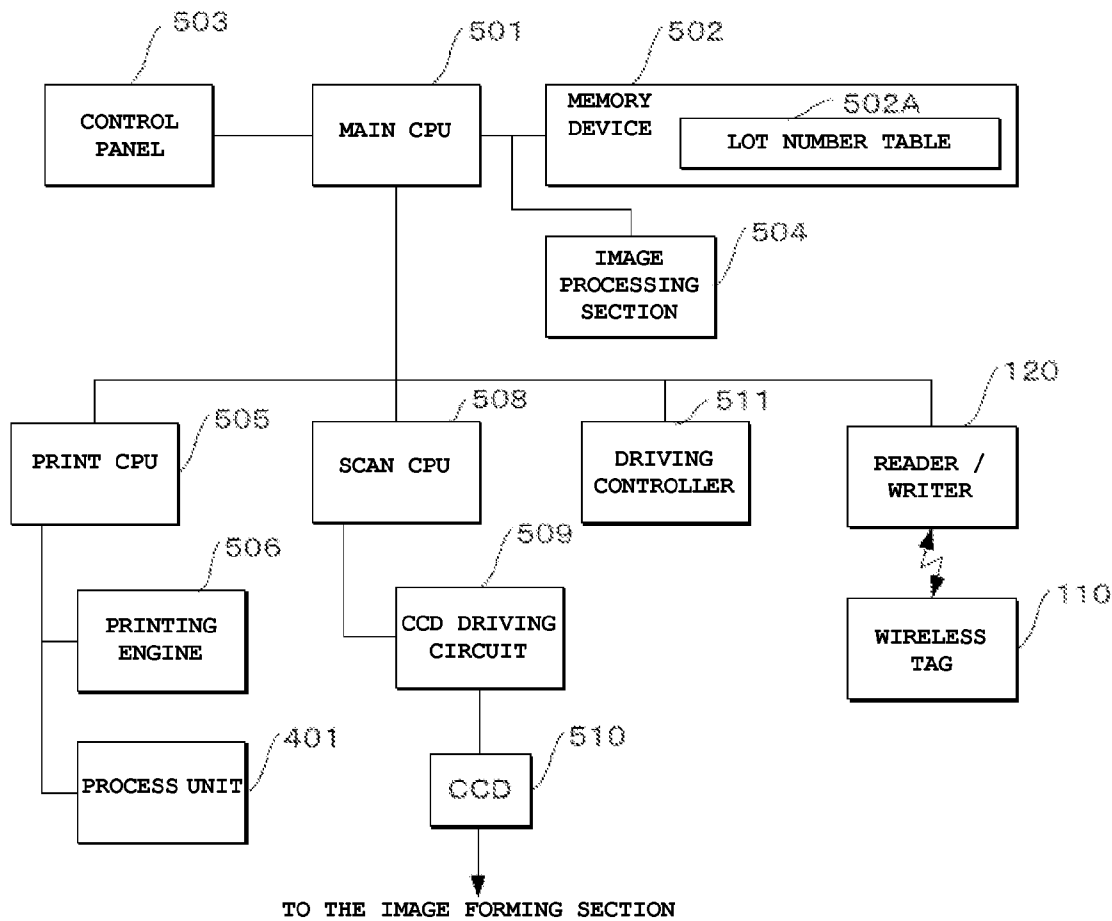 503
501
502
CONTROL
PANEL
MAIN CPU
MEMORY
DEVICE
502A
LOT NUMBER TABLE
504
IMAGE
PROCESSING
SECTION
505
508
511
120
PRINT CPU
SCAN CPU
DRIVING
CONTROLLER
READER /
WRITER
506
509
110
PRINTING
ENGINE
CCD DRIVING
CIRCUIT
WIRELESS
TAG
401
510
PROCESS UNIT
CCD
TO THE IMAGE FORMING SECTION